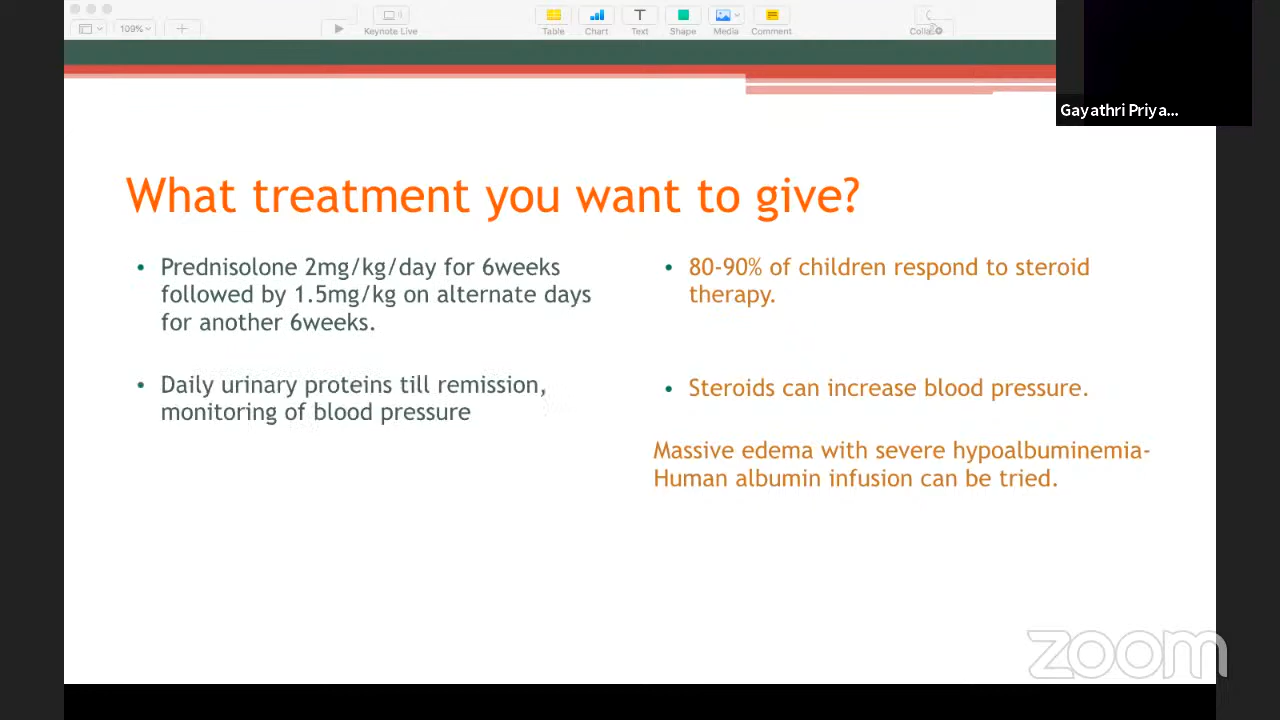 109%
Keynote Live
Table
Chart
Text
Shape
Media
Comment
Gayathri Priya...
What treatment you want to give?
• Prednisolone 2mg/kg/day for 6weeks
followed by 1.5mg/kg on alternate days
for another 6weeks.
• Daily urinary proteins till remission,
monitoring of blood pressure
• 80-90% of children respond to steroid
therapy.
• Steroids can increase blood pressure.
Massive edema with severe hypoalbuminemia-
Human albumin infusion can be tried.
zoom